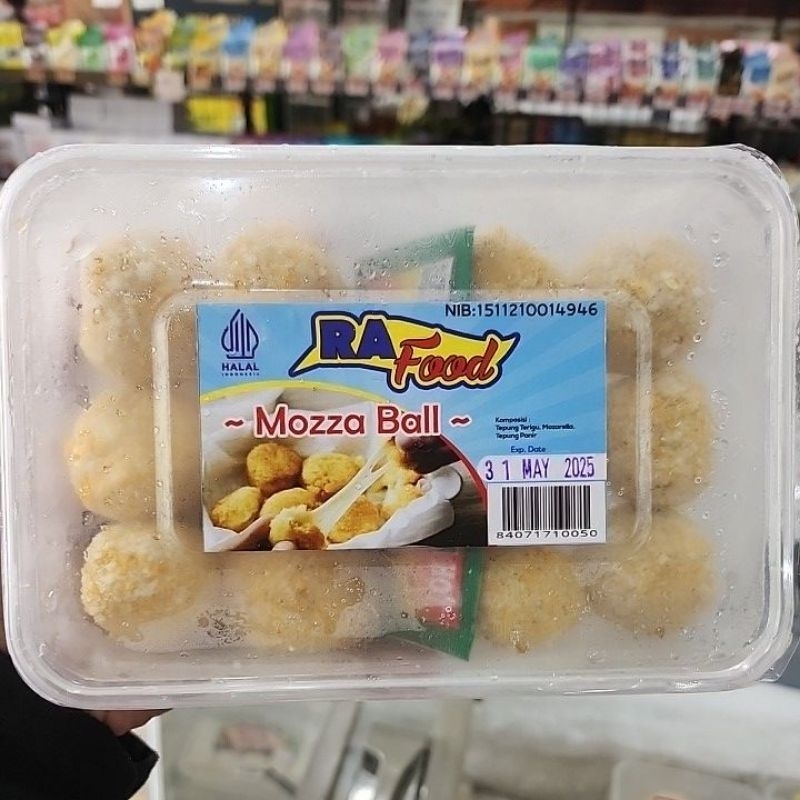 NIB:1511210014946
HALAL
INDONESIA
RA Food
~ Mozza Ball ~
Komposisi :
Tepung Terigu, Mozarella,
Tepung Panir
Exp. Date
31 MAY 2025
84071710050